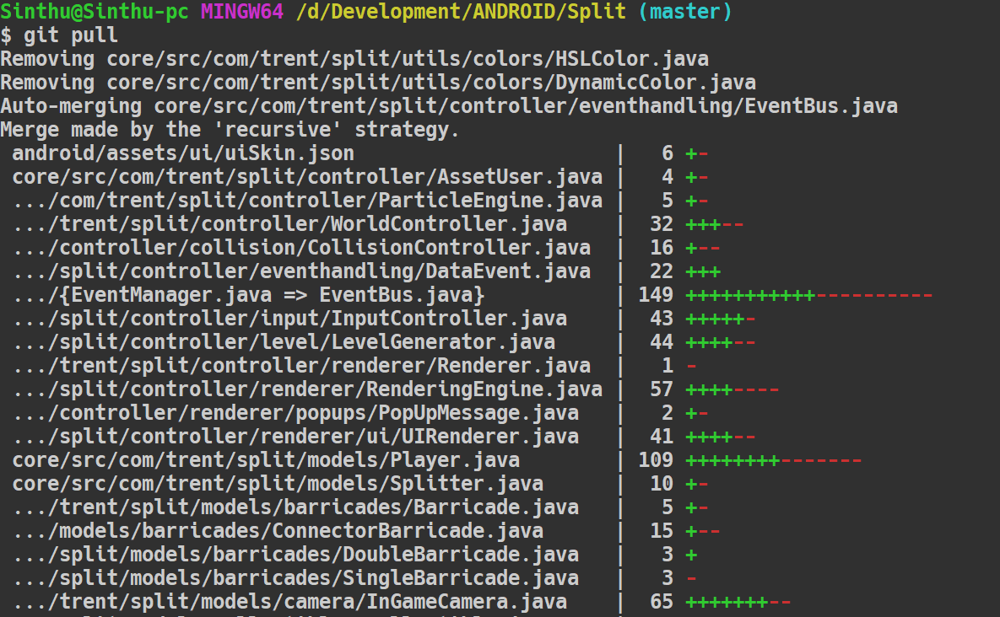 Sinthu@Sinthu-pc MINGW64 /d/Development/ANDROID/Split (master)
$ git pull
Removing core/src/com/trent/split/utils/colors/HSLColor.java
Removing core/src/com/trent/split/utils/colors/DynamicColor.java
Auto-merging core/src/com/trent/split/controller/eventhandling/EventBus.java
Merge made by the 'recursive' strategy.
android/assets/ui/uiSkin.json | 6 +-
core/src/com/trent/split/controller/AssetUser.java | 4 +-
.../com/trent/split/controller/ParticleEngine.java | 5 +-
.../trent/split/controller/WorldController.java | 32 +++--
.../controller/collision/CollisionController.java | 16 +--
.../split/controller/eventhandling/DataEvent.java | 22 +++
.../{EventManager.java => EventBus.java} | 149 +++++++++++----------
.../split/controller/input/InputController.java | 43 +++++-
.../split/controller/level/LevelGenerator.java | 44 ++++--
.../trent/split/controller/renderer/Renderer.java | 1 -
.../split/controller/renderer/RenderingEngine.java | 57 ++++----
.../controller/renderer/popups/PopUpMessage.java | 2 +-
.../split/controller/renderer/ui/UIRenderer.java | 41 ++++--
core/src/com/trent/split/models/Player.java | 109 ++++++++-------
core/src/com/trent/split/models/Splitter.java | 10 +-
.../trent/split/models/barricades/Barricade.java | 5 +-
.../models/barricades/ConnectorBarricade.java | 15 +--
.../split/models/barricades/DoubleBarricade.java | 3 +
.../split/models/barricades/SingleBarricade.java | 3 -
.../trent/split/models/camera/InGameCamera.java | 65 +++++++--